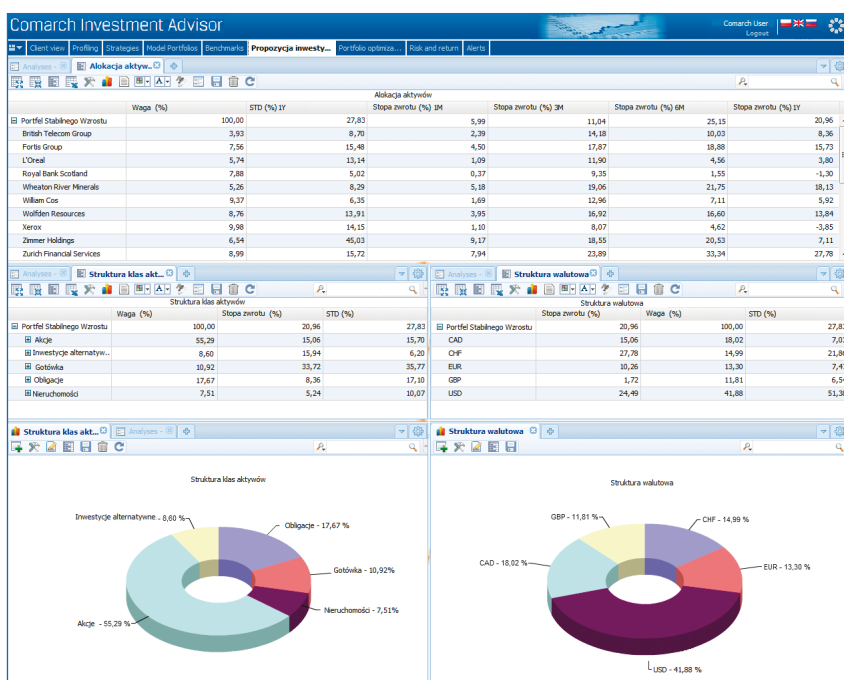 Comarch Investment Advisor
Comarch User
Logout
Client view Profiling Strategies Model Portfolios Benchmarks Propozycja inwesty... Portfolio optimiza... Risk and return Alerts
Analyses - Alokacja aktyw..
Alokacja aktywów
Waga (%) STD (%) 1Y Stopa zwrotu (%) 1M Stopa zwrotu (%) 3M Stopa zwrotu (%) 6M Stopa zwrotu (%) 1Y
Portfel Stabilnego Wzrostu 100,00 27,83 5,99 11,04 25,15 20,96
British Telecom Group 3,93 8,70 2,39 14,18 10,03 8,36
Fortis Group 7,56 15,48 4,50 17,87 18,88 15,73
L'Oreal 5,74 13,14 1,09 11,90 4,56 3,80
Royal Bank Scotland 7,88 5,02 0,37 9,35 1,55 -1,30
Wheaton River Minerals 5,26 8,29 5,18 19,06 21,75 18,13
William Cos 9,37 6,35 1,69 12,96 7,11 5,92
Wolfden Resources 8,76 13,91 3,95 16,92 16,60 13,84
Xerox 9,98 14,15 1,10 8,07 4,62 -3,85
Zimmer Holdings 6,54 45,03 9,17 18,55 20,53 7,11
Zurich Financial Services 8,99 15,72 7,94 23,89 33,34 27,78
Analyses - Struktura klas akt...
Struktura klas aktywów
Waga (%) Stopa zwrotu (%) STD (%)
Portfel Stabilnego Wzrostu 100,00 20,96 27,83
Akcje 55,29 15,06 15,70
Inwestycje alternatyw.. 8,60 15,94 6,20
Gotówka 10,92 33,72 35,77
Obligacje 17,67 8,36 17,10
Nieruchomości 7,51 5,24 10,07
Analyses - Struktura walutowa
Struktura walutowa
Stopa zwrotu (%) Waga (%) STD (%)
Portfel Stabilnego Wzrostu 20,96 100,00
CAD 15,06 18,02
CHF 27,78 14,99
EUR 10,26 13,30
GBP 1,72 11,81
USD 24,49 41,88
Struktura klas akt... Analyses -
Struktura klas aktywów
Inwestycje alternatywne.. - 8,60 %
Obligacje - 17,67 %
Gotówka - 10,92%
Nieruchomości - 7,51%
Akcje - 55,29 %
Struktura walutowa
Struktura walutowa
GBP - 11,81 %
CHF - 14,99 %
CAD - 18,02 %
EUR - 13,30 %
USD - 41,88 %